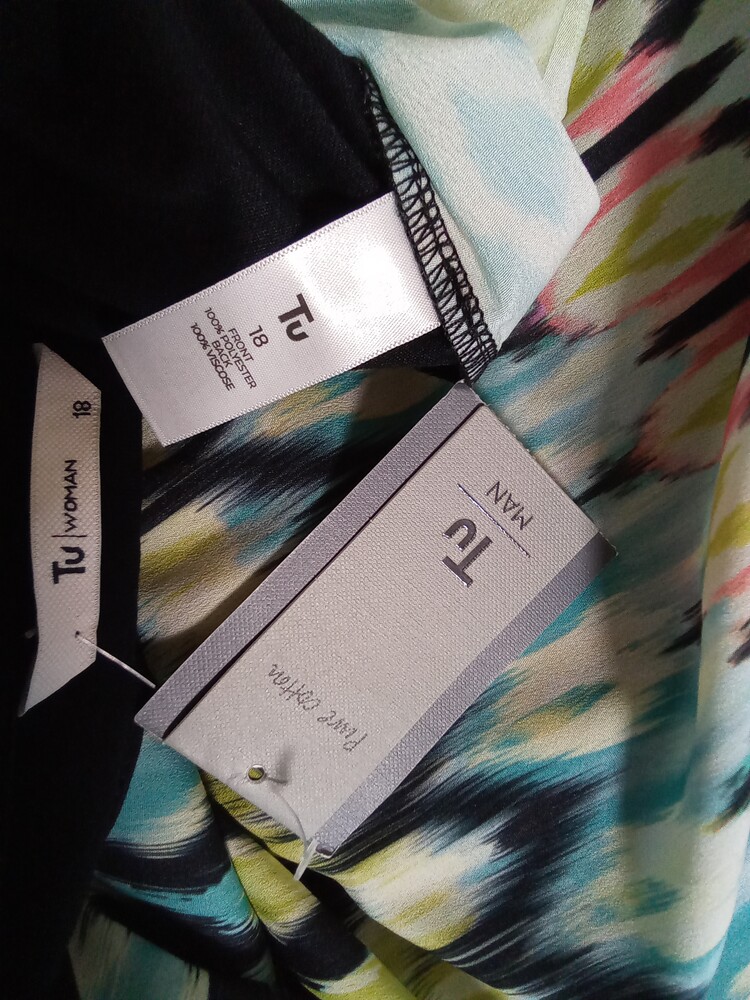 Tu
18
FRONT
100% POLYESTER
BACK
100% VISCOSE
Tu | WOMAN 18
Tu
MAN
Pure cotton